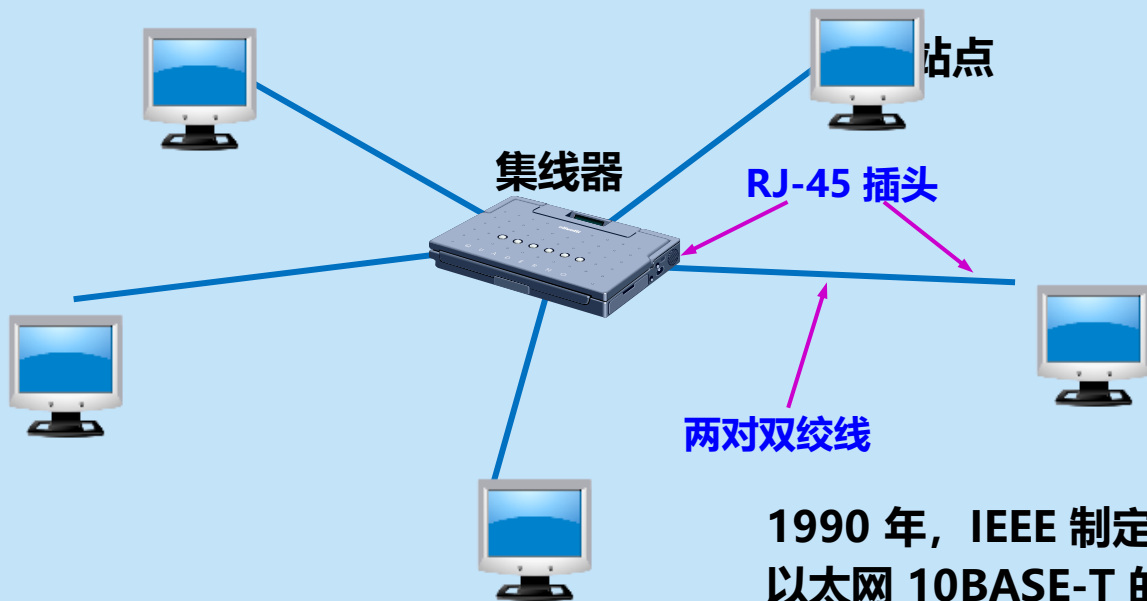 站点
集线器
RJ-45 插头
两对双绞线
1990 年，IEEE 制定
以太网 10BASE-T 的